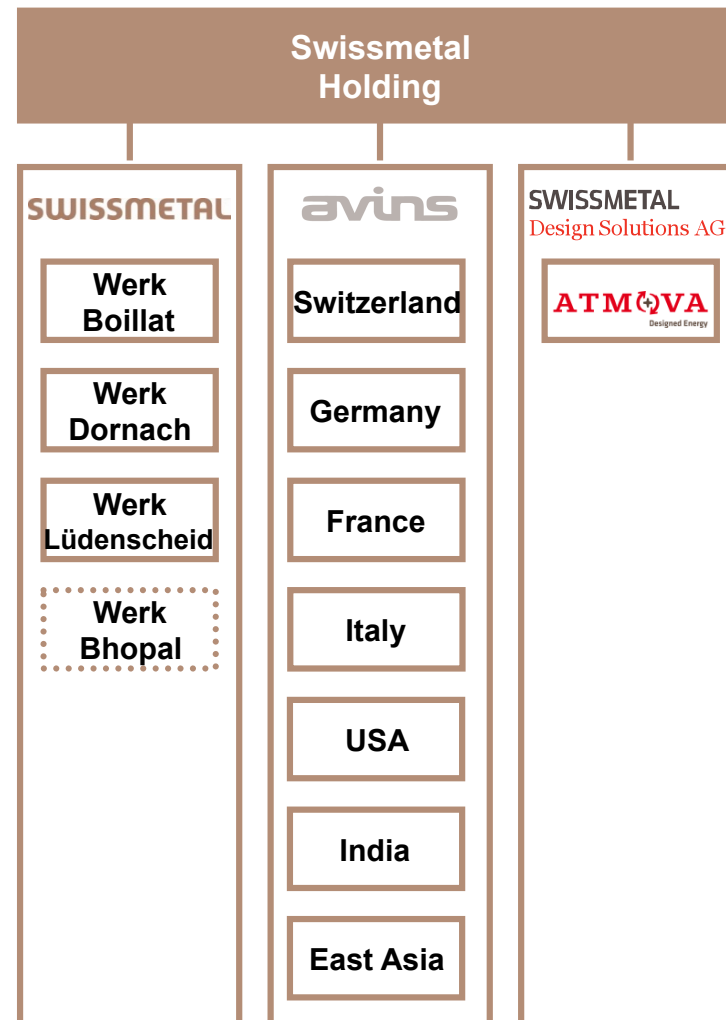 Swissmetal
Holding
SWISSMETAL
Werk
Boillat
Werk
Dornach
Werk
Lüdenscheid
Werk
Bhopal
avins
Switzerland
Germany
France
Italy
USA
India
East Asia
SWISSMETAL
Design Solutions AG
ATMOVA
Designed Energy